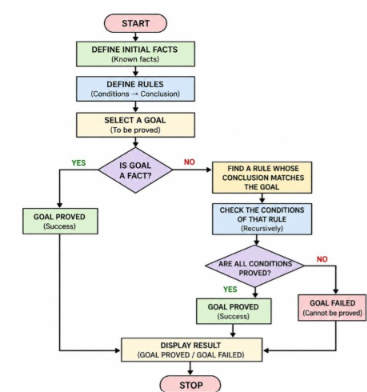 START
DEFINE INITIAL FACTS
(Known facts)
DEFINE RULES
(Conditions → Conclusion)
SELECT A GOAL
(To be proved)
YES
IS GOAL
A FACT?
NO
FIND A RULE WHOSE
CONCLUSION MATCHES
THE GOAL
GOAL PROVED
(Success)
CHECK THE CONDITIONS
OF THAT RULE
(Recursively)
ARE ALL CONDITIONS
PROVED?
NO
YES
GOAL PROVED
(Success)
GOAL FAILED
(Cannot be proved)
DISPLAY RESULT
(GOAL PROVED / GOAL FAILED)
STOP